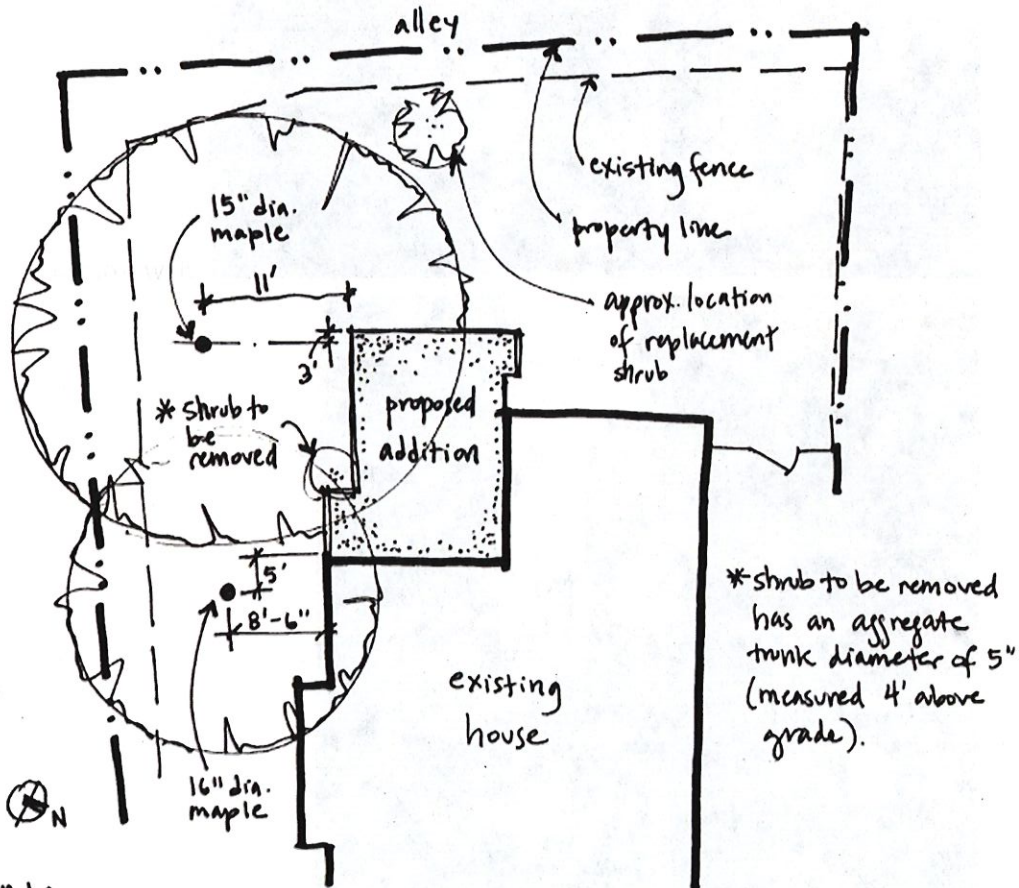 alley
existing fence
property line
15" dia.
maple
11'
approx. location
of replacement
shrub
3'
* shrub to
be
removed
proposed
addition
5'
8'-6"
* shrub to be removed
has an aggregate
trunk diameter of 5"
(measured 4' above
grade).
existing
house
16" dia.
maple
N